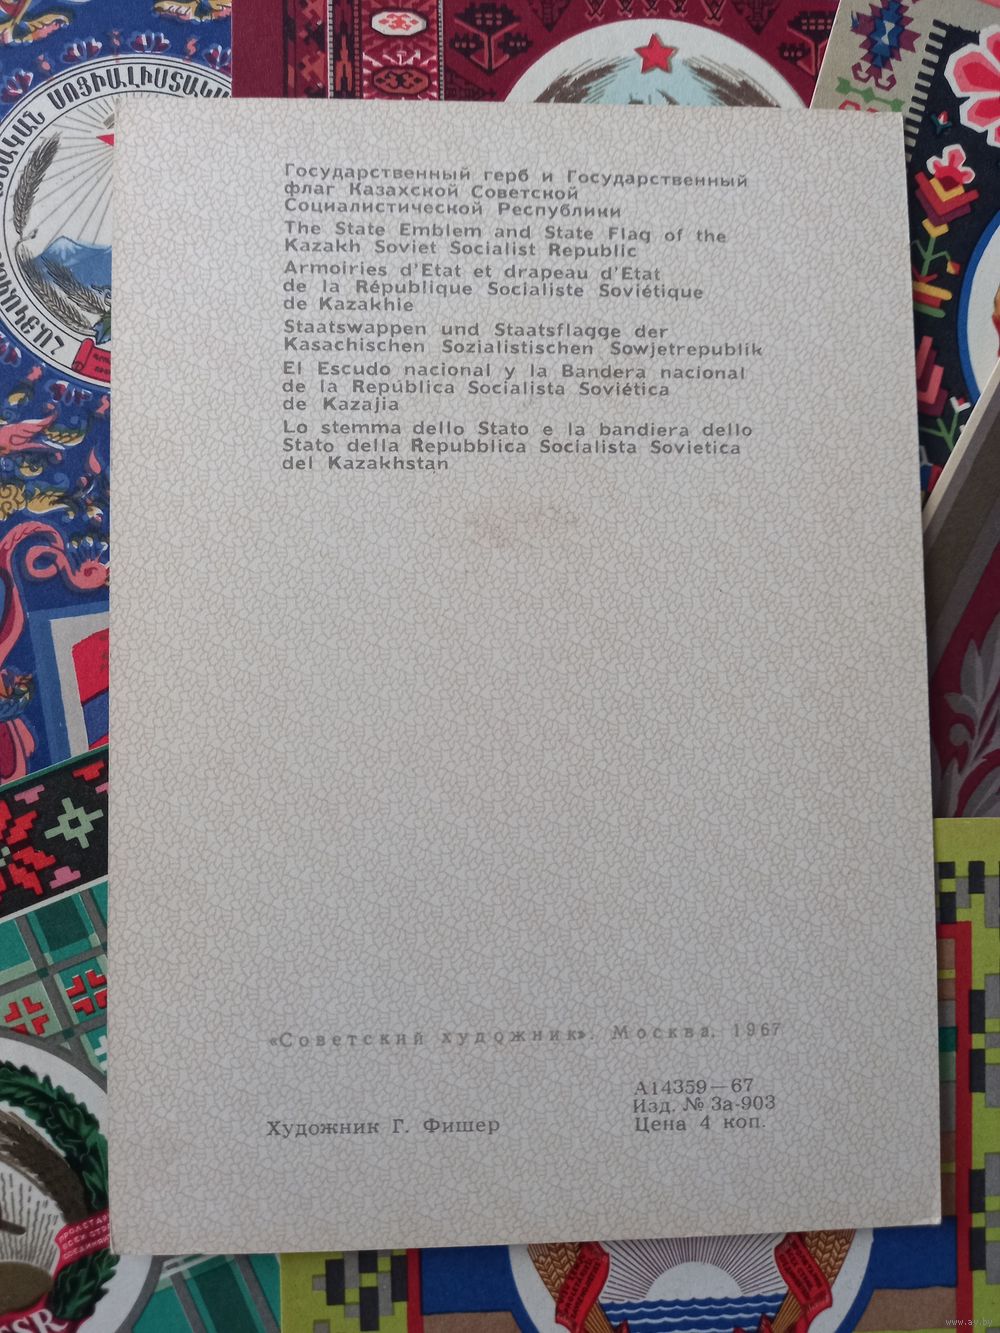 Государственный герб и Государственный
флаг Казахской Советской
Социалистической Республики
The State Emblem and State Flag of the
Kazakh Soviet Socialist Republic
Armoiries d'Etat et drapeau d'Etat
de la République Socialiste Soviétique
de Kazakhie
Staatswappen und Staatsflagge der
Kasachischen Sozialistischen Sowjetrepublik
El Escudo nacional y la Bandera nacional
de la República Socialista Soviética
de Kazajia
Lo stemma dello Stato e la bandiera dello
Stato della Repubblica Socialista Sovietica
del Kazakhstan
«Советский художник». Москва. 1967
А14359—67
Изд. № 3а-903
Цена 4 коп.
Художник Г. Фишер
www.ay.by